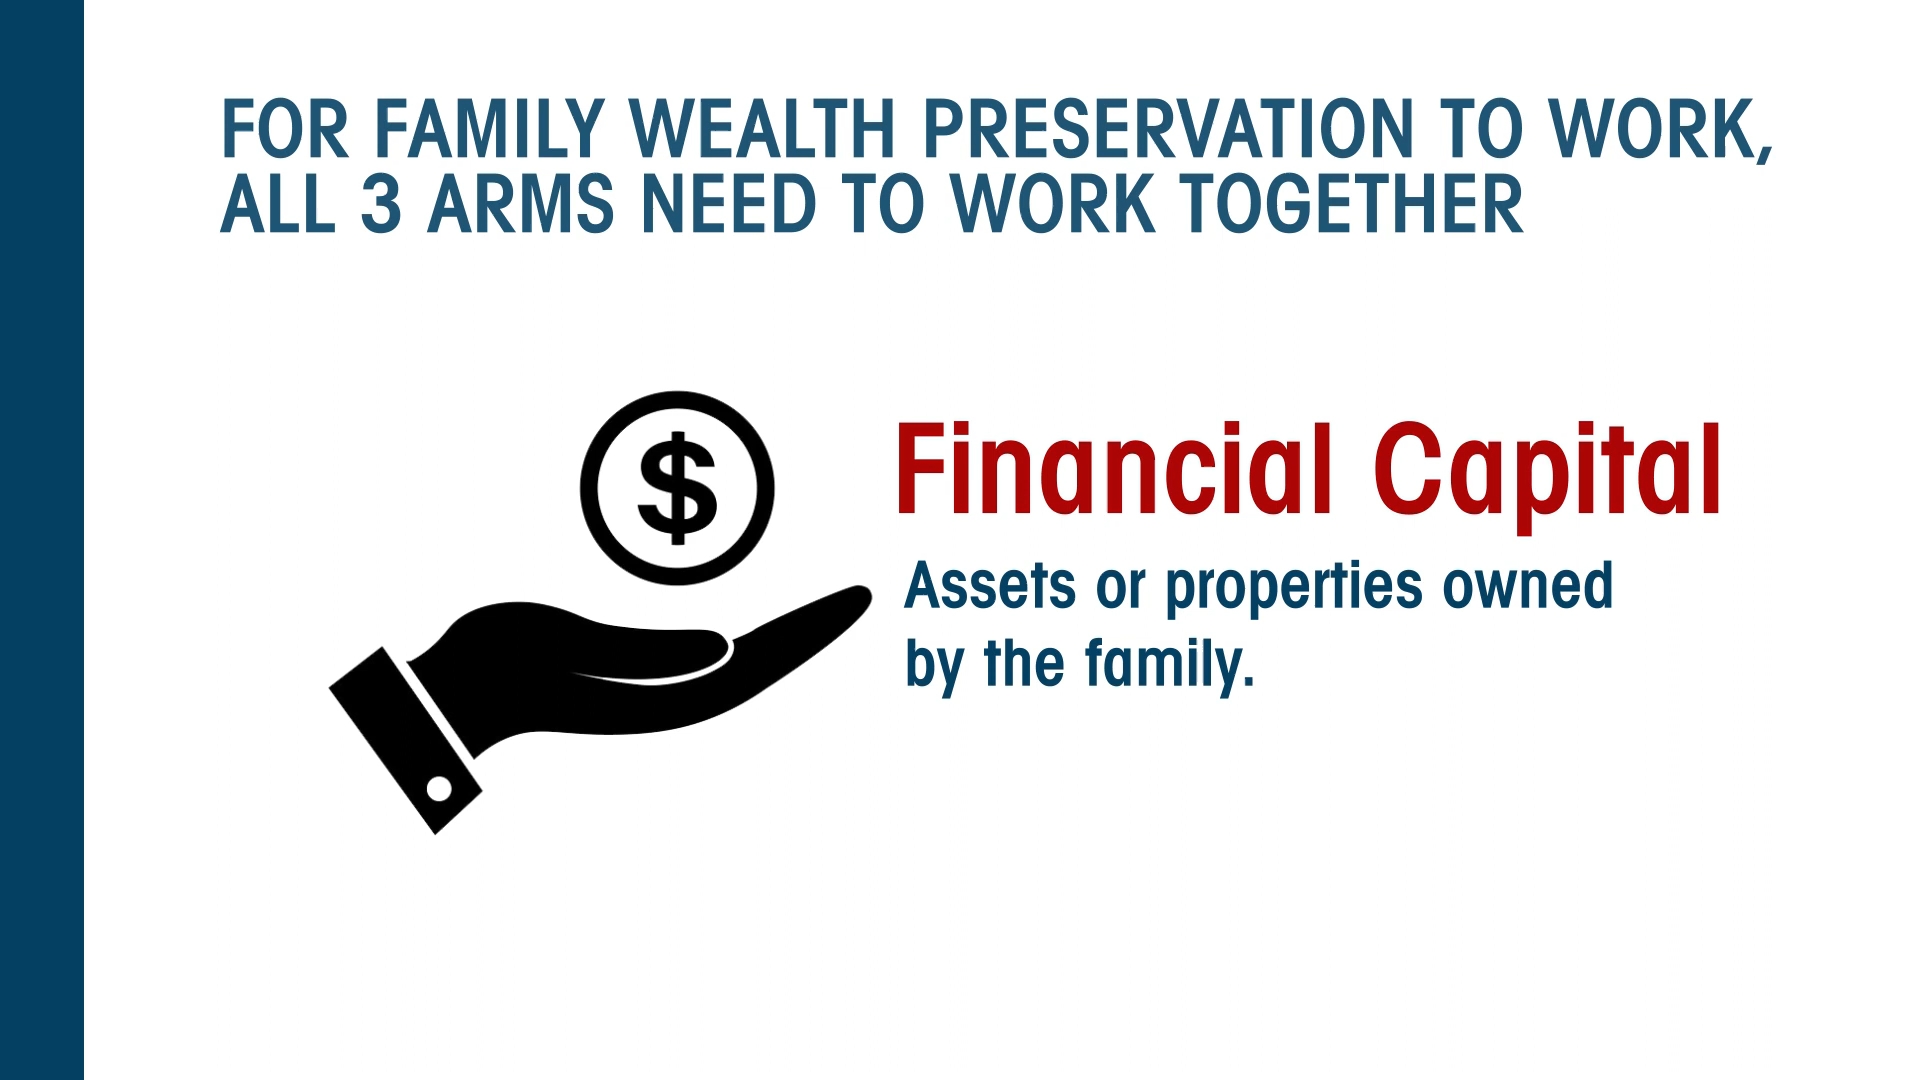 FOR FAMILY WEALTH PRESERVATION TO WORK,
ALL 3 ARMS NEED TO WORK TOGETHER
$
Financial Capital
Assets or properties owned
by the family.